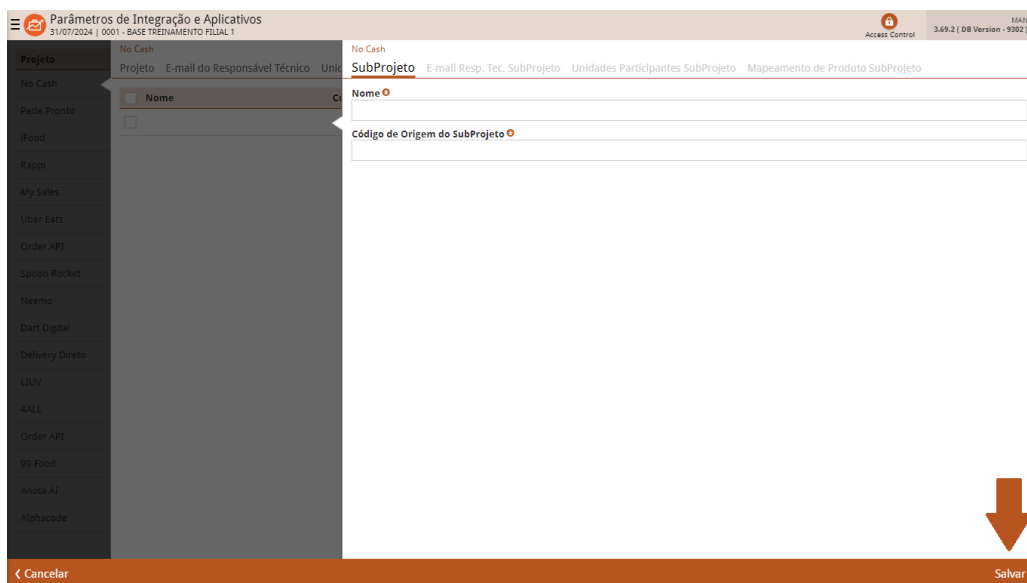 Parâmetros de Integração e Aplicativos
31/07/2024 | 0001 - BASE TREINAMENTO FILIAL 1
Access Control
MAN
3.69.2 ( DB Version - 9302 )
Projeto
No Cash
Pede Pronto
iFood
Rappi
My Sales
Uber Eats
Order API
Spoon Rocket
Neemo
Dart Digital
Delivery Direto
LIUV
4ALL
Order API
99 Food
Anota Aí
Alphacode
No Cash
Projeto E-mail do Responsável Técnico Unid
Nome Co
No Cash
SubProjeto E-mail Resp. Tec. SubProjeto Unidades Participantes SubProjeto Mapeamento de Produto SubProjeto
Nome
Código de Origem do SubProjeto
Cancelar
Salvar